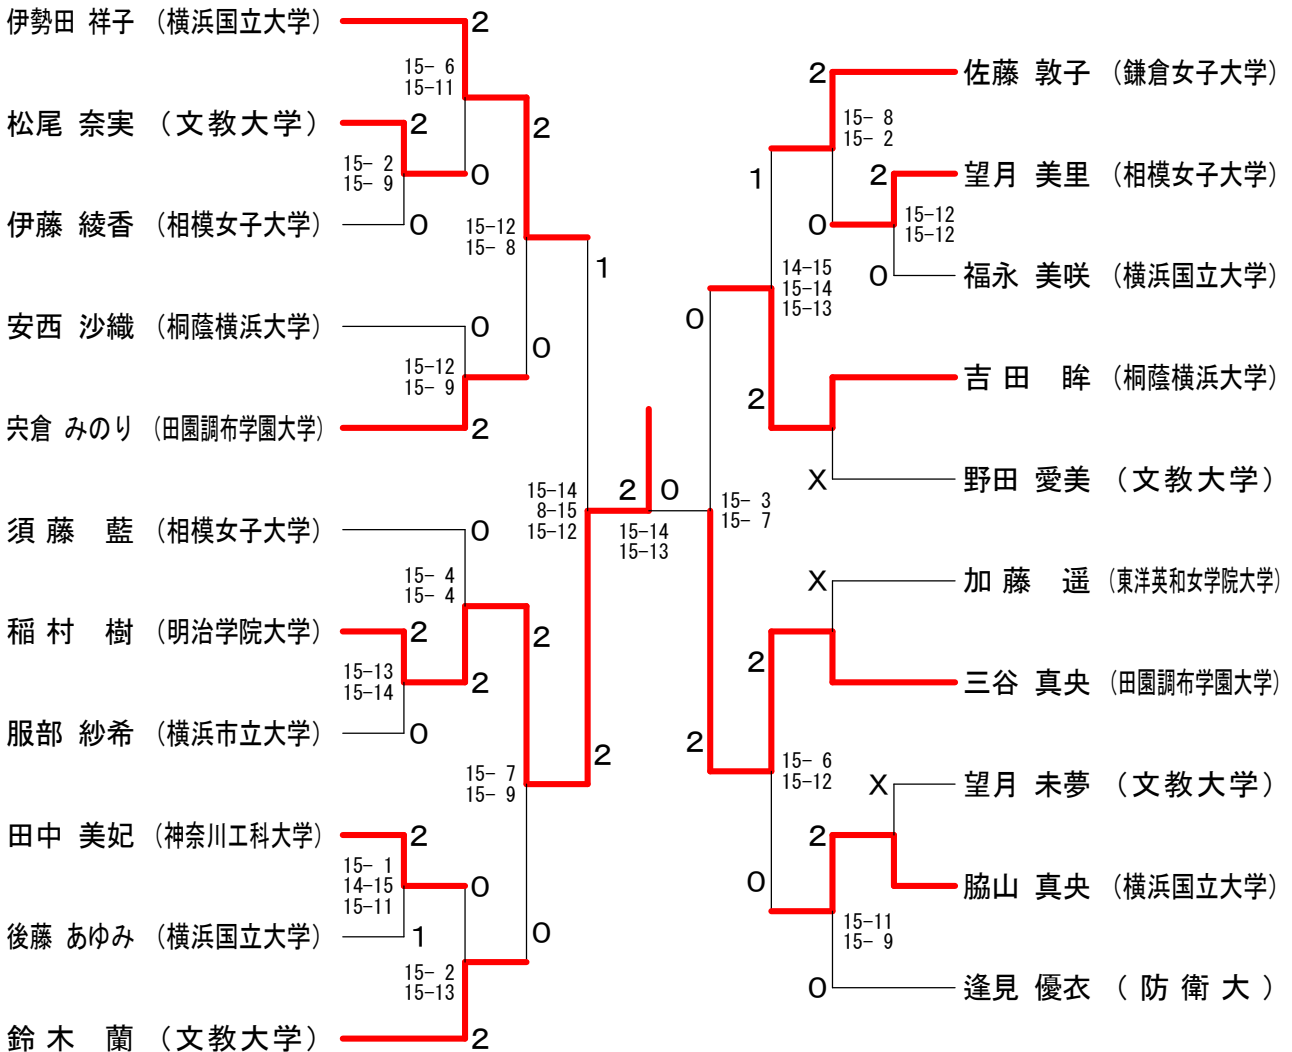 伊勢田 祥子 (横浜国立大学) 2
15- 6
15-11
松尾 奈実 (文教大学) 2
2
15- 2
15- 9
0
伊藤 綾香 (相模女子大学) 0
15-12
15- 8
1
安西 沙織 (桐蔭横浜大学) 0
0
15-12
15- 9
宍倉 みのり (田園調布学園大学) 2
15-14
8-15
15-12
須藤 藍 (相模女子大学) 0
15- 4
15- 4
稲村 樹 (明治学院大学) 2
2
15-13
15-14
2
服部 紗希 (横浜市立大学) 0
2
15- 7
15- 9
田中 美妃 (神奈川工科大学) 2
15- 1
14-15
15-11
0
後藤 あゆみ (横浜国立大学) 1
0
15- 2
15-13
鈴木 蘭 (文教大学) 2
2 0
15-14
15-13
2 佐藤 敦子 (鎌倉女子大学)
15- 8
15- 2
1
2 望月 美里 (相模女子大学)
0
15-12
15-12
0 福永 美咲 (横浜国立大学)
14-15
15-14
15-13
0
吉田 眸 (桐蔭横浜大学)
2
X 野田 愛美 (文教大学)
15- 3
15- 7
X 加藤 遥 (東洋英和女学院大学)
2
三谷 真央 (田園調布学園大学)
2
15- 6
15-12
X 望月 未夢 (文教大学)
2
0
脇山 真央 (横浜国立大学)
15-11
15- 9
0 逢見 優衣 (防衛大)